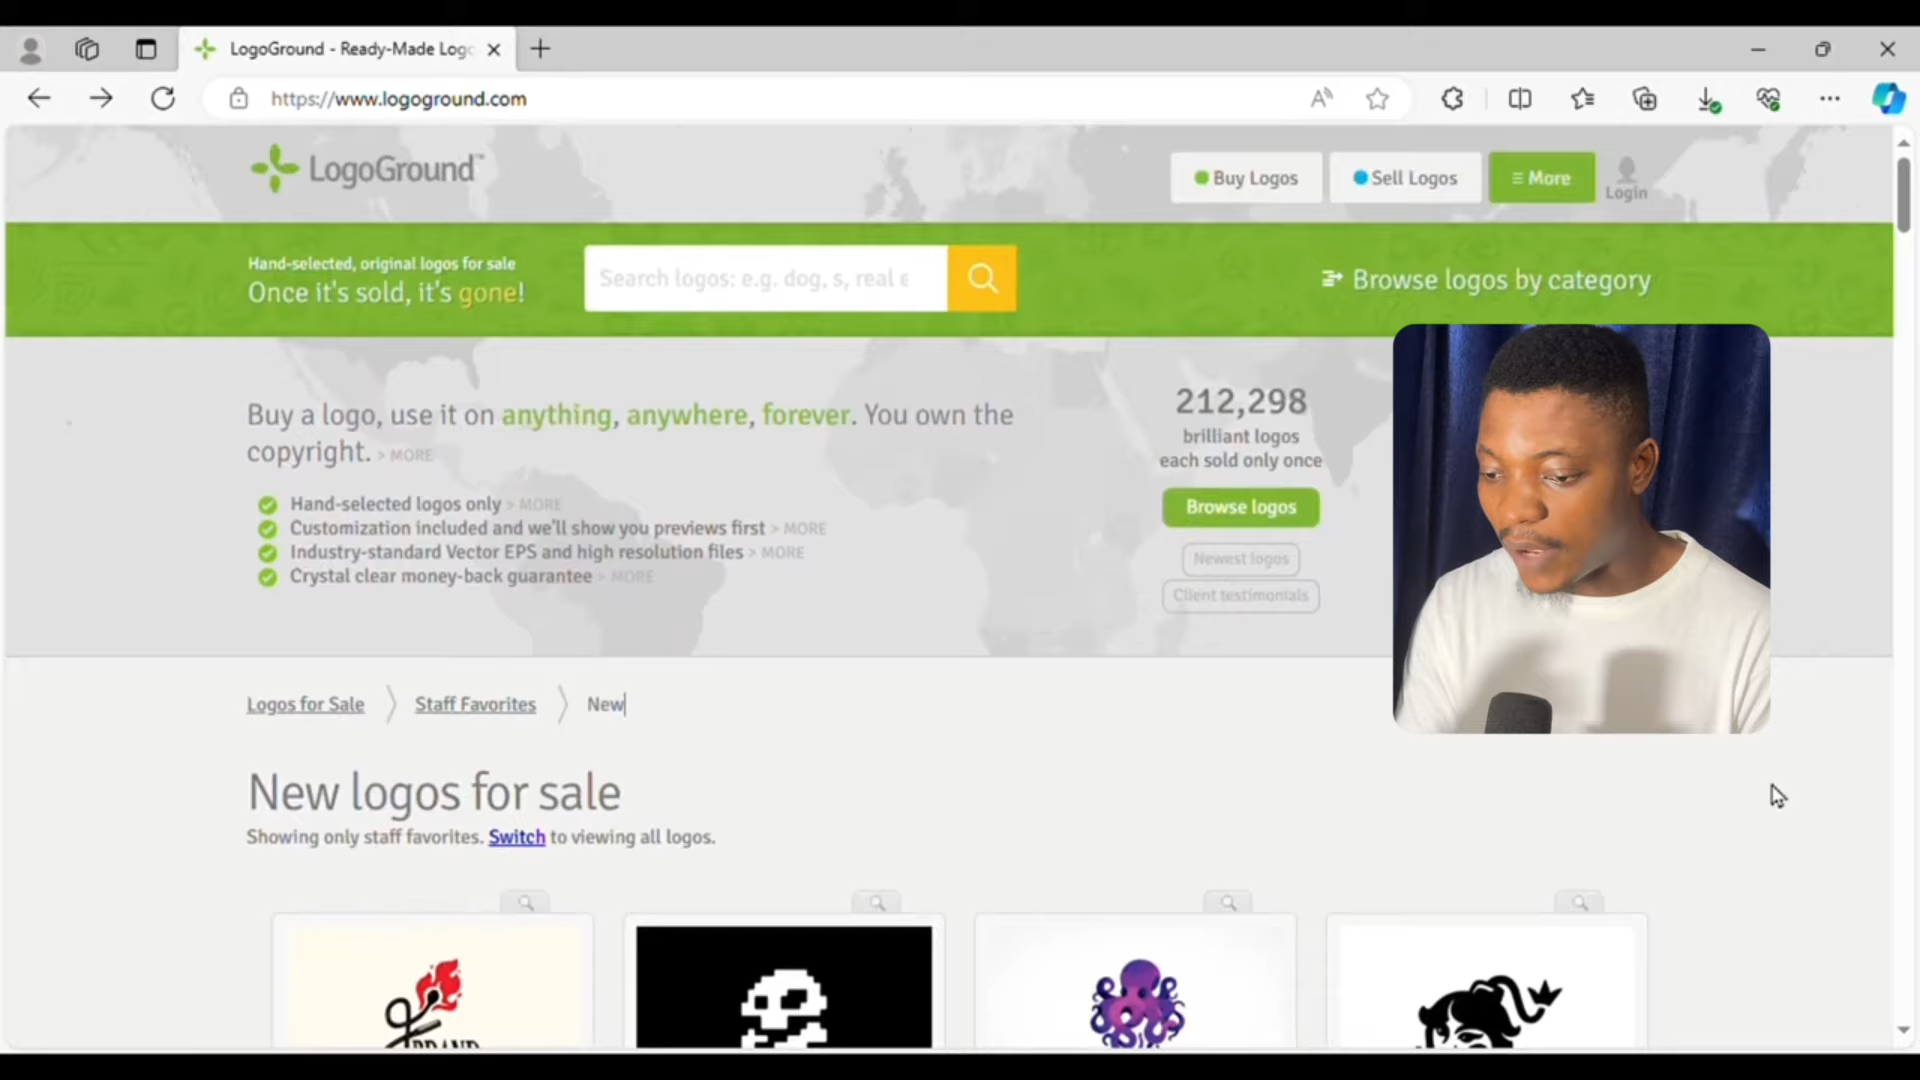 LogoGround - Ready-Made Logo
https://www.logoground.com
LogoGround™
Buy Logos
Sell Logos
≡ More
Login
Hand-selected, original logos for sale
Once it's sold, it's gone!
Search logos: e.g. dog, s, real e
Browse logos by category
Buy a logo, use it on anything, anywhere, forever. You own the
copyright. > MORE
Hand-selected logos only > MORE
Customization included and we'll show you previews first > MORE
Industry-standard Vector EPS and high resolution files > MORE
Crystal clear money-back guarantee > MORE
212,298
brilliant logos
each sold only once
Browse logos
Newest logos
Client testimonials
Logos for Sale
Staff Favorites
New
New logos for sale
Showing only staff favorites. Switch to viewing all logos.